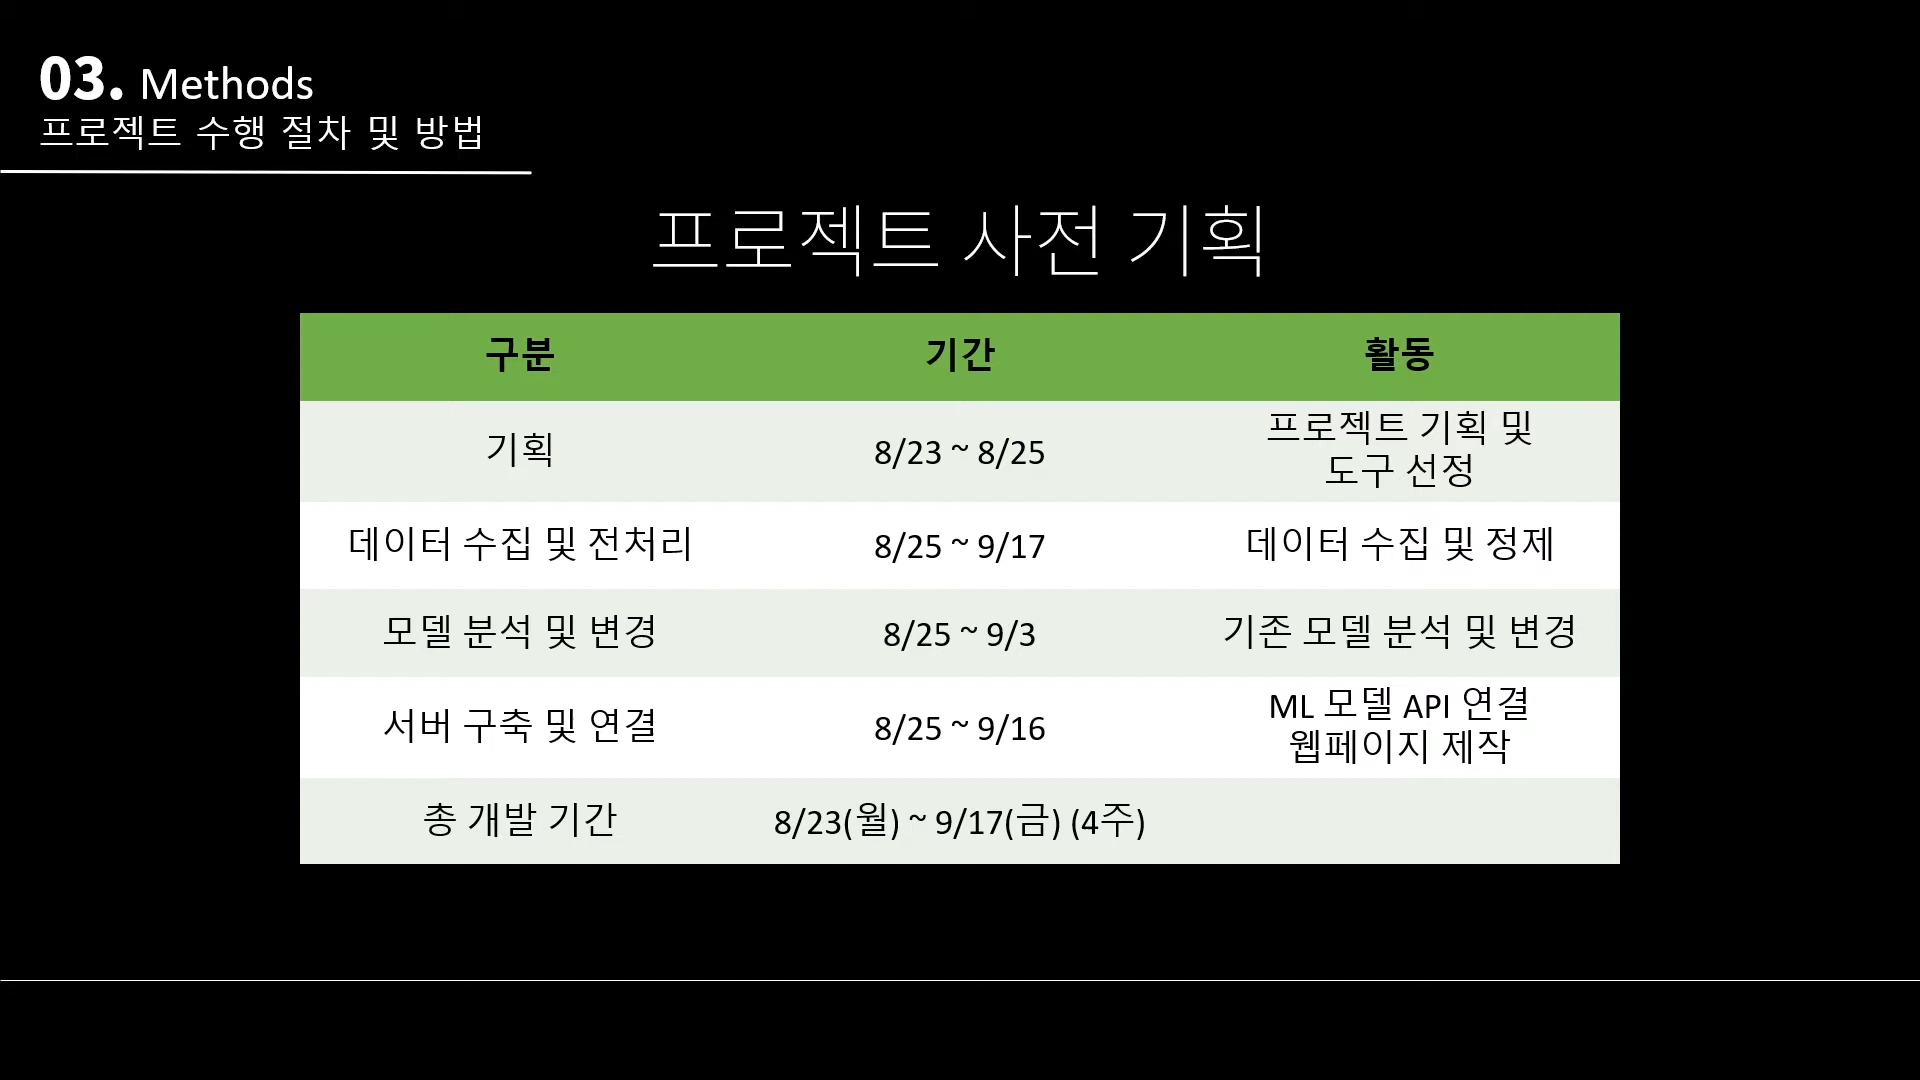 03. Methods
프로젝트 수행 절차 및 방법
프로젝트 사전 기획
구분 기간 활동
기획 8/23 ~ 8/25 프로젝트 기획 및
도구 선정
데이터 수집 및 전처리 8/25 ~ 9/17 데이터 수집 및 정제
모델 분석 및 변경 8/25 ~ 9/3 기존 모델 분석 및 변경
서버 구축 및 연결 8/25 ~ 9/16 ML 모델 API 연결
웹페이지 제작
총 개발 기간 8/23(월) ~ 9/17(금) (4주)